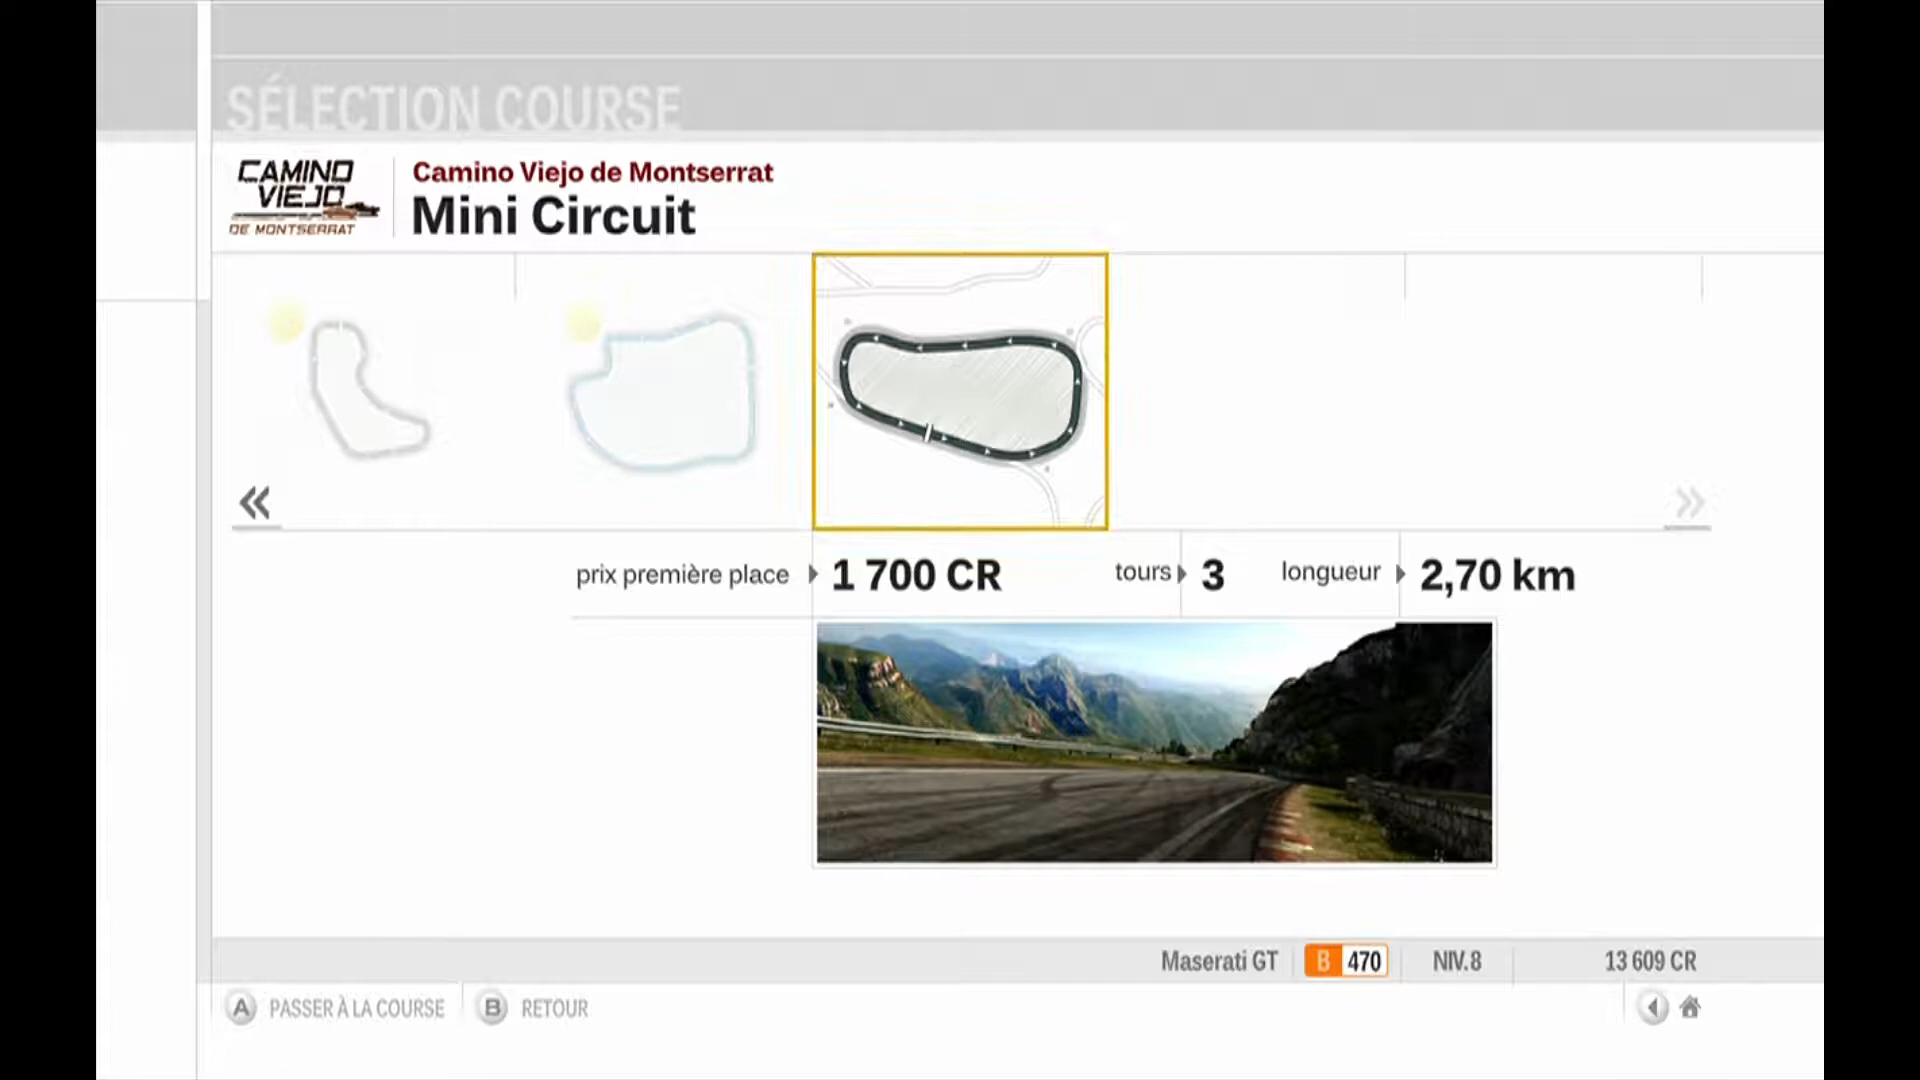 SÉLECTION COURSE
CAMINO
VIEJO
DE MONTSERRAT
Camino Viejo de Montserrat
Mini Circuit
prix première place
1 700 CR
tours
3
longueur
2,70 km
Maserati GT
B 470
NIV.8
13 609 CR
A PASSER À LA COURSE
B RETOUR